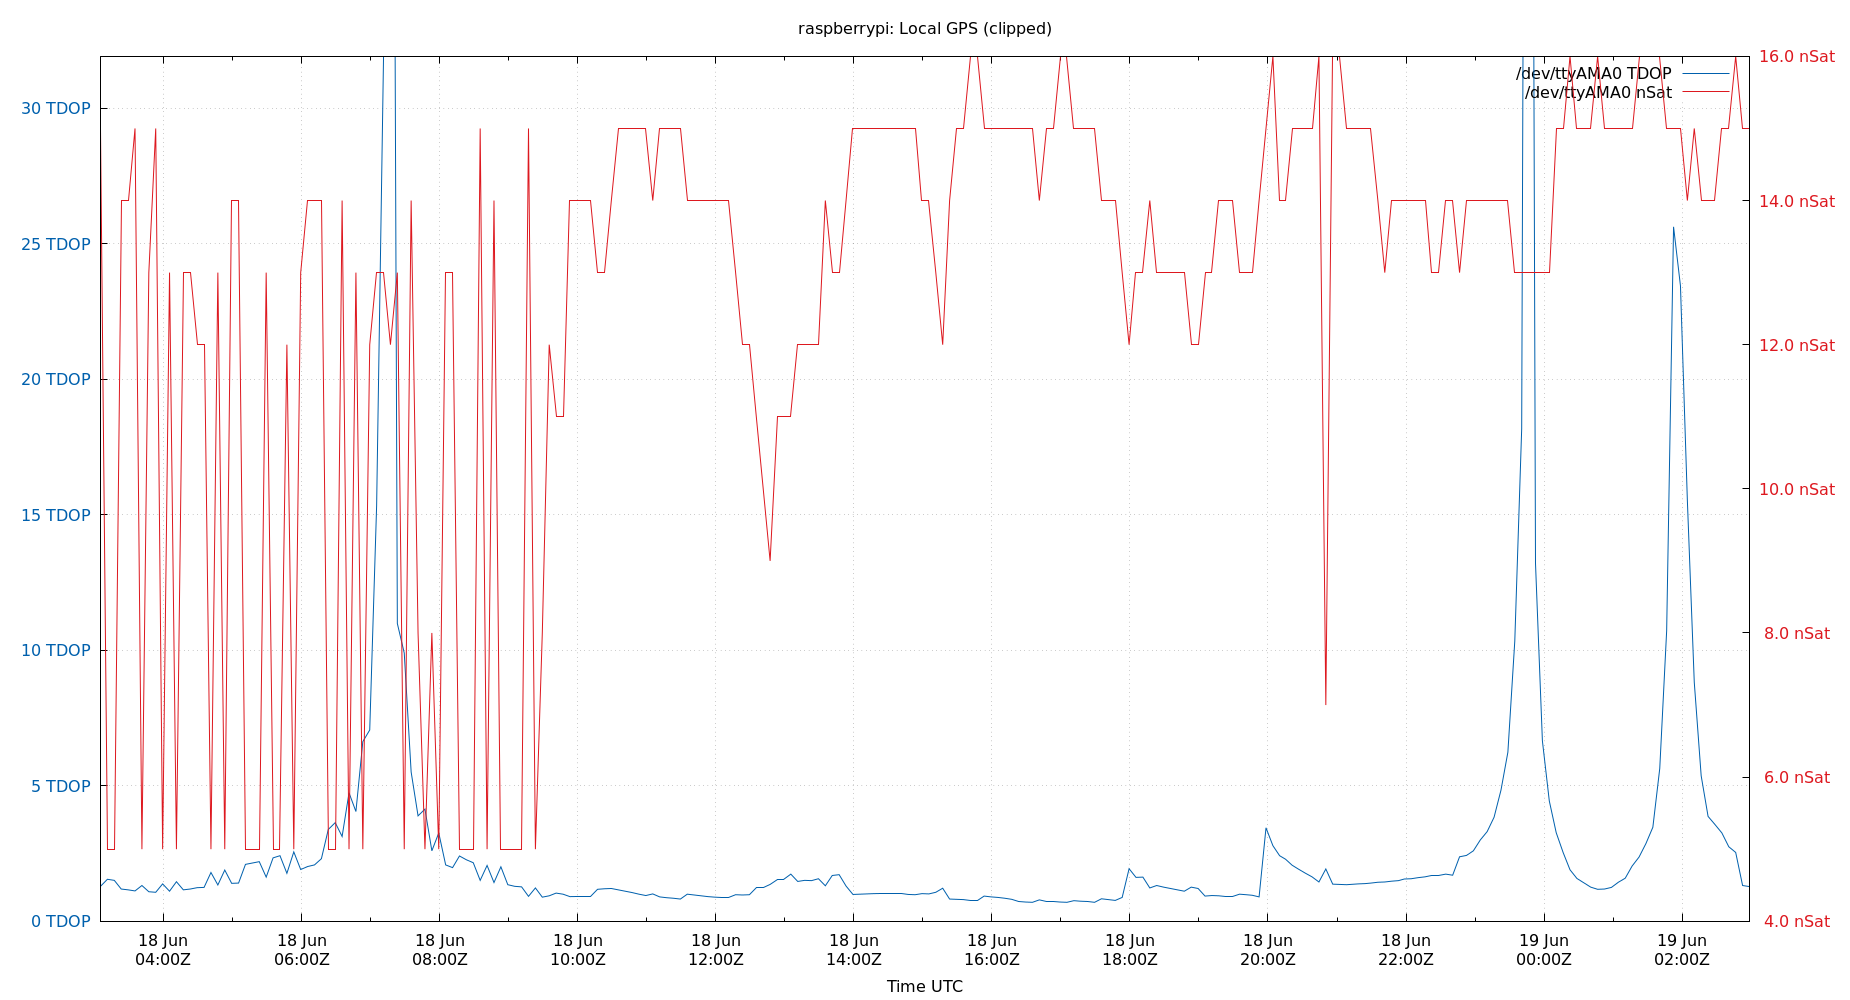 raspberrypi: Local GPS (clipped)
/dev/ttyAMA0 TDOP
/dev/ttyAMA0 nSat
30 TDOP
25 TDOP
20 TDOP
15 TDOP
10 TDOP
5 TDOP
0 TDOP
16.0 nSat
14.0 nSat
12.0 nSat
10.0 nSat
8.0 nSat
6.0 nSat
4.0 nSat
18 Jun
04:00Z
18 Jun
06:00Z
18 Jun
08:00Z
18 Jun
10:00Z
18 Jun
12:00Z
18 Jun
14:00Z
18 Jun
16:00Z
18 Jun
18:00Z
18 Jun
20:00Z
18 Jun
22:00Z
19 Jun
00:00Z
19 Jun
02:00Z
Time UTC